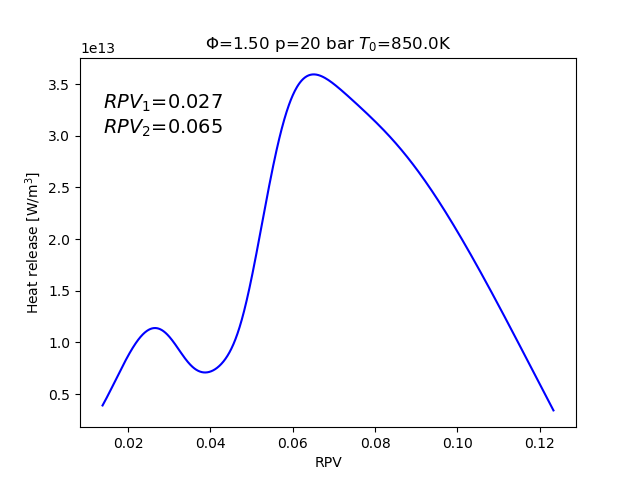 Φ=1.50 p=20 bar T₀=850.0K
1e13
RPV₁=0.027
RPV₂=0.065
3.5
3.0
2.5
2.0
1.5
1.0
0.5
Heat release [W/m³]
0.02 0.04 0.06 0.08 0.10 0.12
RPV